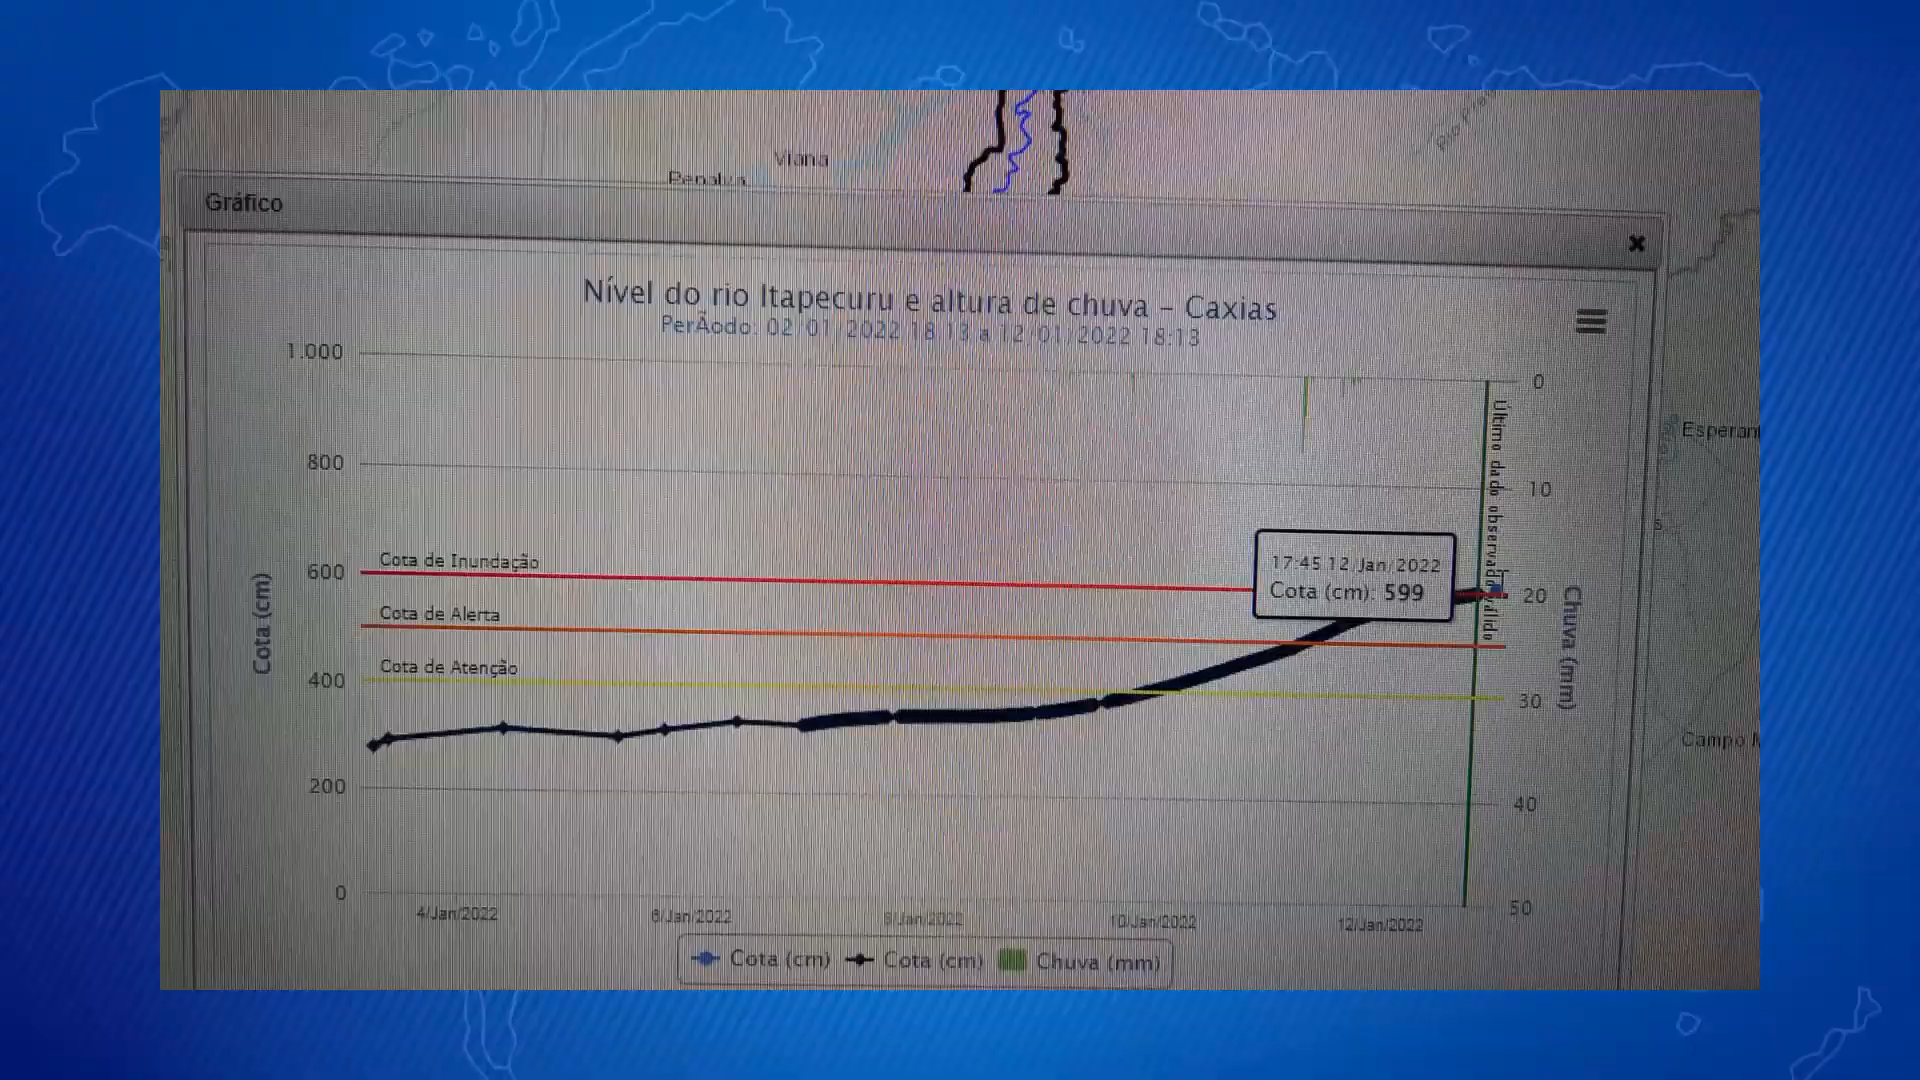 Viana
Penalva
Rio Pre
Gráfico
Nível do rio Itapecuru e altura de chuva - Caxias
PerÃodo: 02/01/2022 18:13 a 12/01/2022 18:13
1.000
800
600
400
200
0
Cota (cm)
Cota de Inundação
Cota de Alerta
Cota de Atenção
17:45 12/Jan/2022
Cota (cm): 599
Último dado observado válido
0
10
20
30
40
50
Chuva (mm)
4/Jan/2022
6/Jan/2022
8/Jan/2022
10/Jan/2022
12/Jan/2022
Cota (cm)
Cota (cm)
Chuva (mm)
Esperan
Campo M